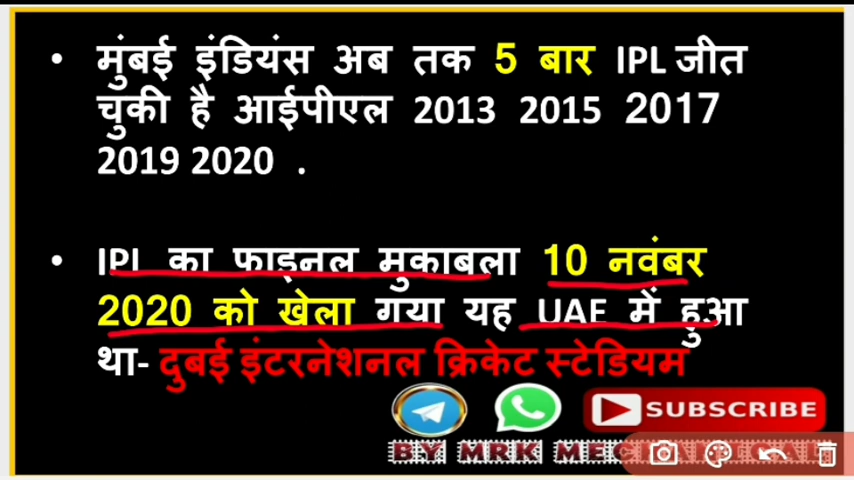 • मुंबई इंडियंस अब तक 5 बार IPL जीत
चुकी है आईपीएल 2013 2015 2017
2019 2020 .
• IPL का फाइनल मुकाबला 10 नवंबर
2020 को खेला गया यह UAE में हुआ
था- दुबई इंटरनेशनल क्रिकेट स्टेडियम
SUBSCRIBE
BY MRK MECHANICAL